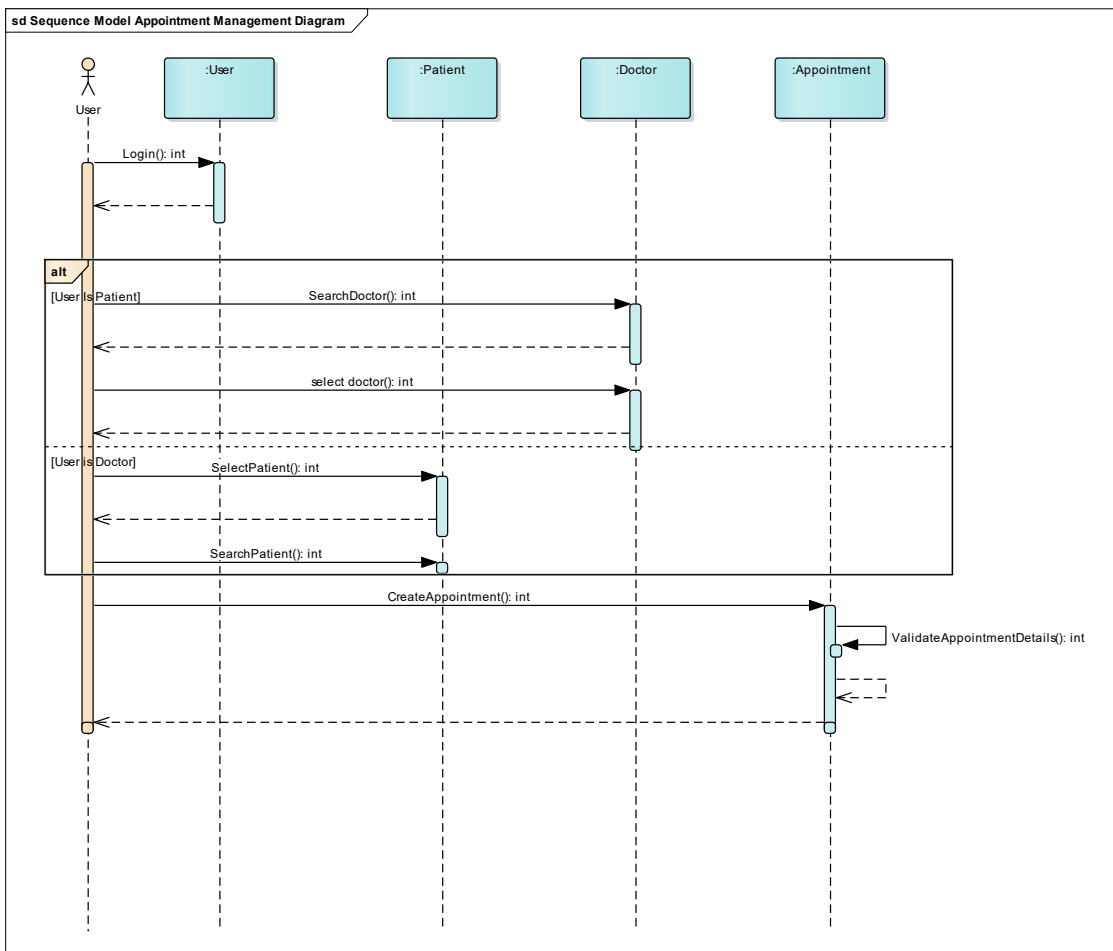 sd Sequence Model Appointment Management Diagram
:User
:Patient
:Doctor
:Appointment
User
Login(): int
alt
[User Is Patient]
SearchDoctor(): int
select doctor(): int
[User is Doctor]
SelectPatient(): int
SearchPatient(): int
CreateAppointment(): int
ValidateAppointmentDetails(): int